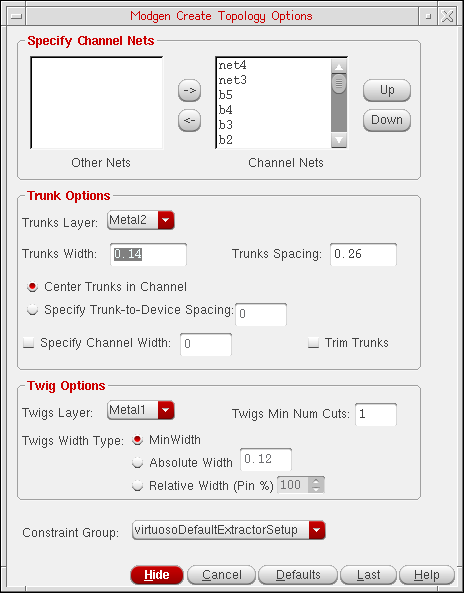 Modgen Create Topology Options
Specify Channel Nets
net4
net3
b5
b4
b3
b2
->
<-
Up
Down
Other Nets
Channel Nets
Trunk Options
Trunks Layer: Metal2
Trunks Width: 0.14 Trunks Spacing: 0.26
Center Trunks in Channel
Specify Trunk-to-Device Spacing: 0
Specify Channel Width: 0 Trim Trunks
Twig Options
Twigs Layer: Metal1 Twigs Min Num Cuts: 1
Twigs Width Type: MinWidth
Absolute Width 0.12
Relative Width (Pin %) 100
Constraint Group: virtuosoDefaultExtractorSetup
Hide Cancel Defaults Last Help